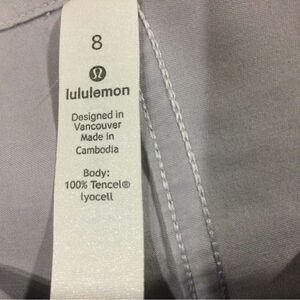 8
lululemon
Designed in
Vancouver
Made in
Cambodia
Body:
100% Tencel®
lyocell